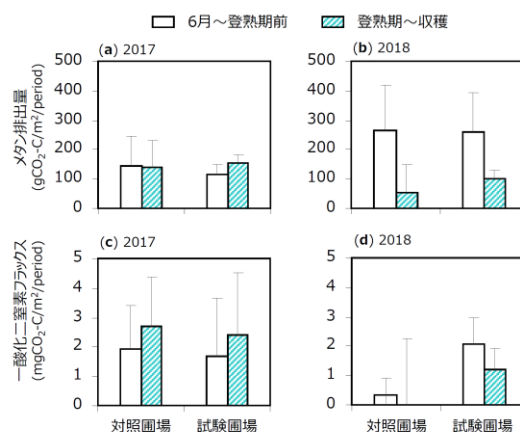 6月～登熟期前 登熟期～収穫
(a) 2017
(b) 2018
メタン排出量
(gCO₂-C/m²/period)
500
400
300
200
100
0
500
400
300
200
100
0
(c) 2017
(d) 2018
一酸化二窒素フラックス
(mgCO₂-C/m²/period)
5
4
3
2
1
0
5
4
3
2
1
0
対照圃場 試験圃場
対照圃場 試験圃場